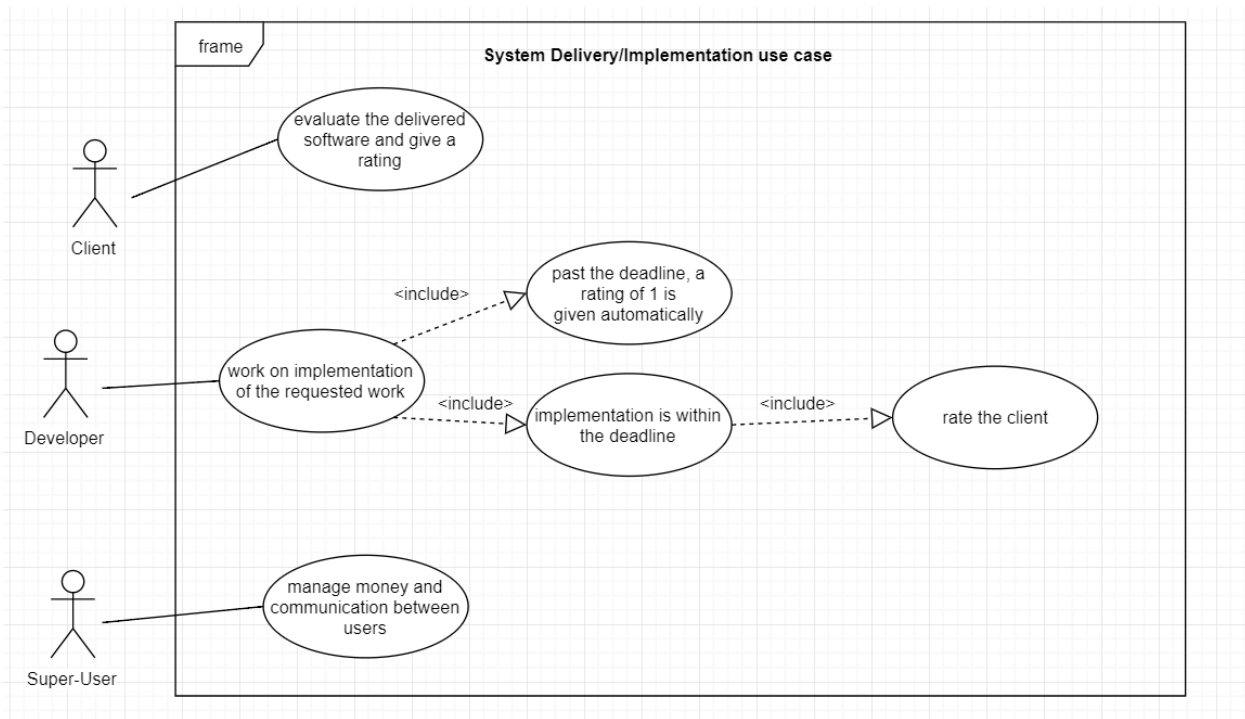 frame
System Delivery/Implementation use case
evaluate the delivered
software and give a
rating
Client
past the deadline, a
rating of 1 is
given automatically
<include>
work on implementation
of the requested work
<include>
implementation is within
the deadline
<include>
rate the client
Developer
manage money and
communication between
users
Super-User